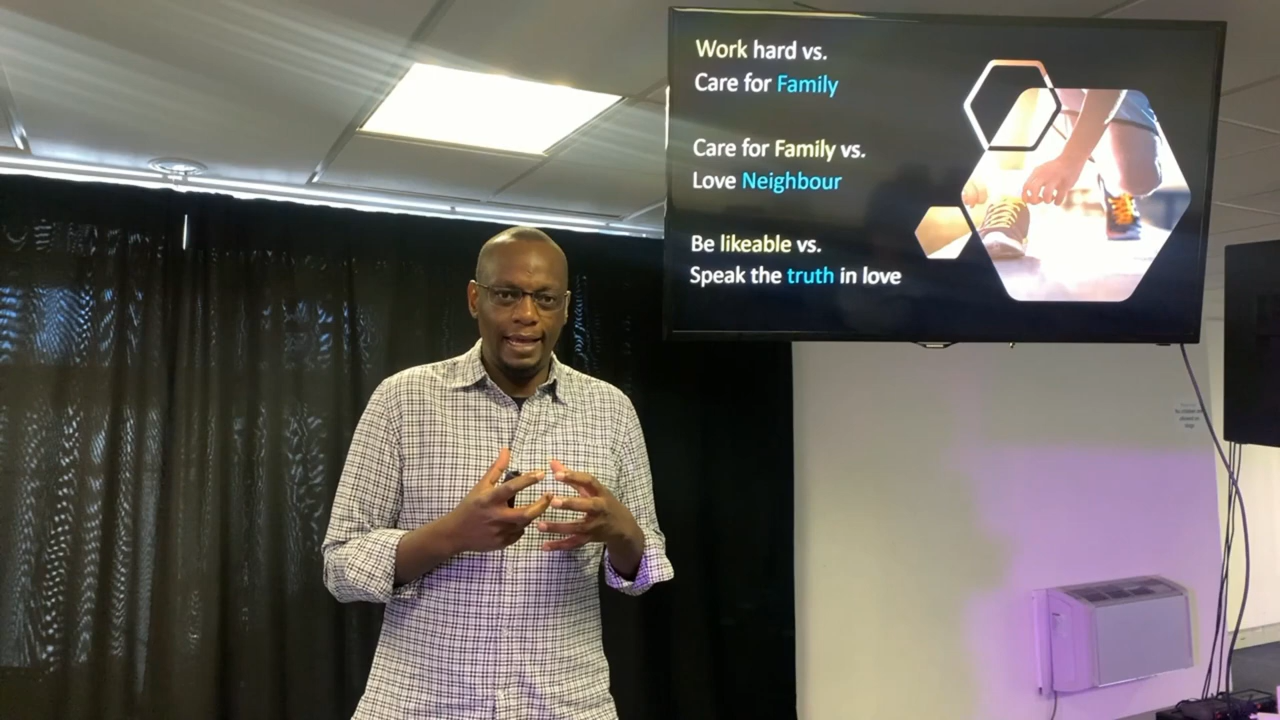 Work hard vs.
Care for Family
Care for Family vs.
Love Neighbour
Be likeable vs.
Speak the truth in love